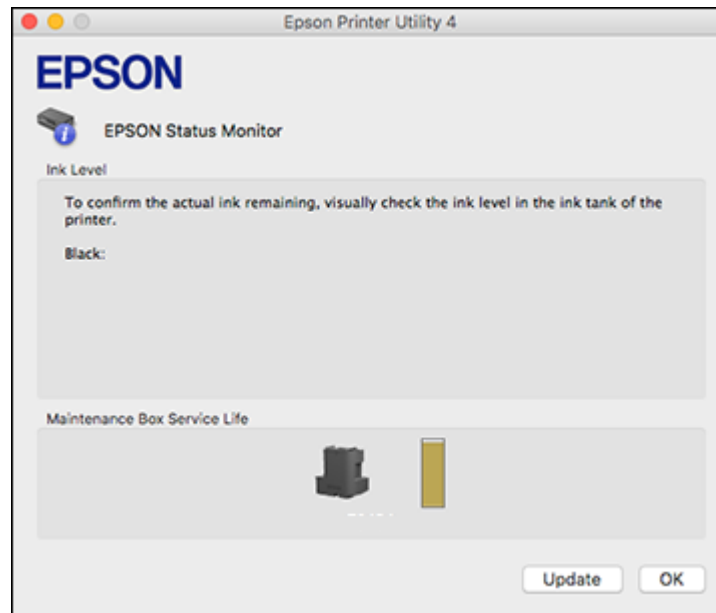 Epson Printer Utility 4
EPSON
EPSON Status Monitor
Ink Level
To confirm the actual ink remaining, visually check the ink level in the ink tank of the
printer.
Black:
Maintenance Box Service Life
Update
OK